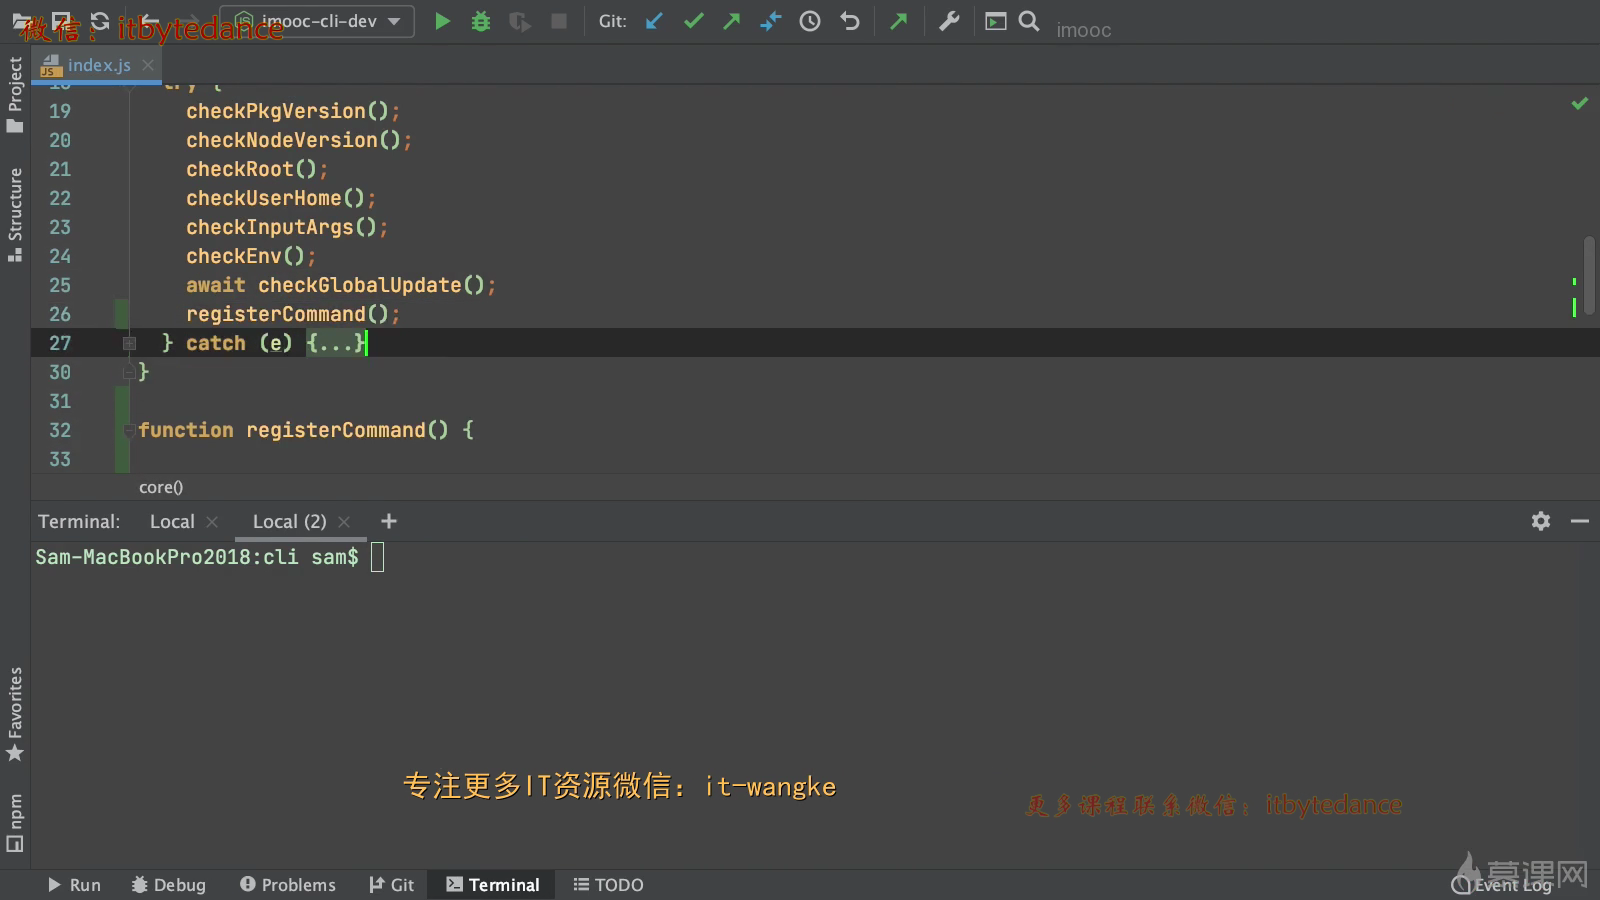 微信：itbytedance
imooc-cli-dev
Git:
imooc
index.js
Project
Structure
Favorites
npm
18 try {
19 checkPkgVersion();
20 checkNodeVersion();
21 checkRoot();
22 checkUserHome();
23 checkInputArgs();
24 checkEnv();
25 await checkGlobalUpdate();
26 registerCommand();
27 } catch (e) {...}
30 }
31
32 function registerCommand() {
33
core()
Terminal: Local Local (2) +
Sam-MacBookPro2018:cli sam$
专注更多IT资源微信：it-wangke
更多课程联系微信：itbytedance
慕课网
Run Debug Problems Git Terminal TODO Event Log